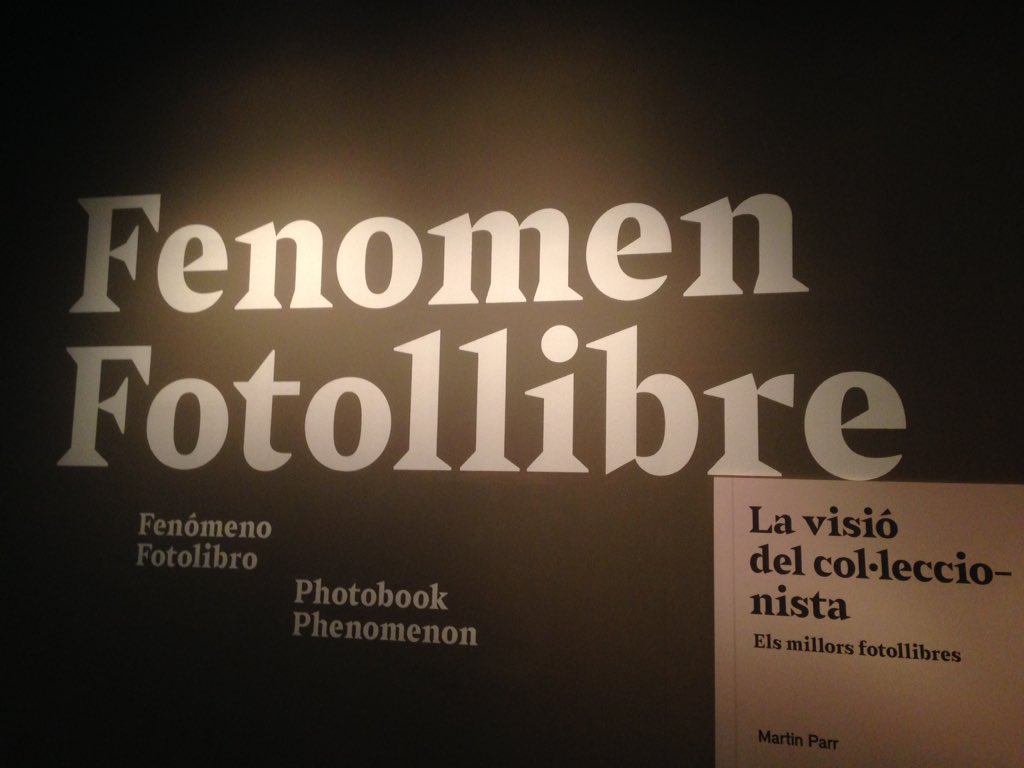 Fenomen
Fotollibre
Fenómeno
Fotolibro
Photobook
Phenomenon
La visió
del col·leccio-
nista
Els millors fotollibres
Martin Parr